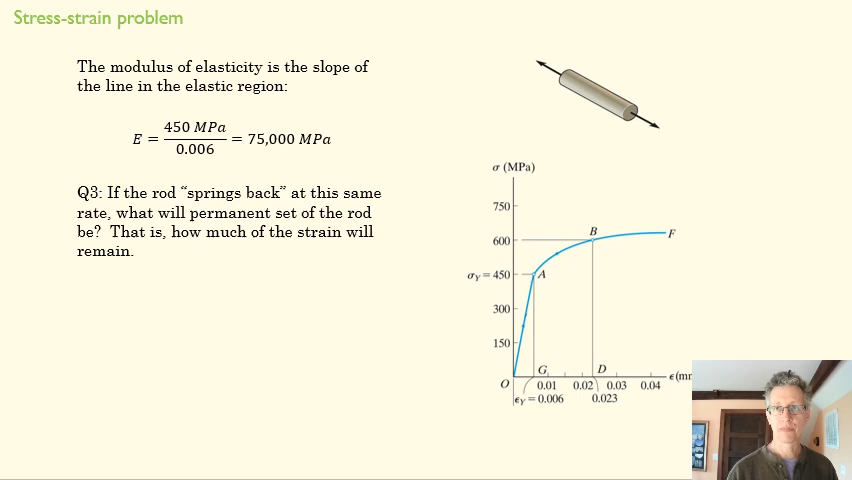 Stress-strain problem
The modulus of elasticity is the slope of
the line in the elastic region:
E = 450 MPa / 0.006 = 75,000 MPa
Q3: If the rod “springs back” at this same
rate, what will permanent set of the rod
be? That is, how much of the strain will
remain.
σ (MPa)
750
600
σY = 450
300
150
B
F
A
G
D
O
0.01 0.02 0.03 0.04
ϵY = 0.006
0.023